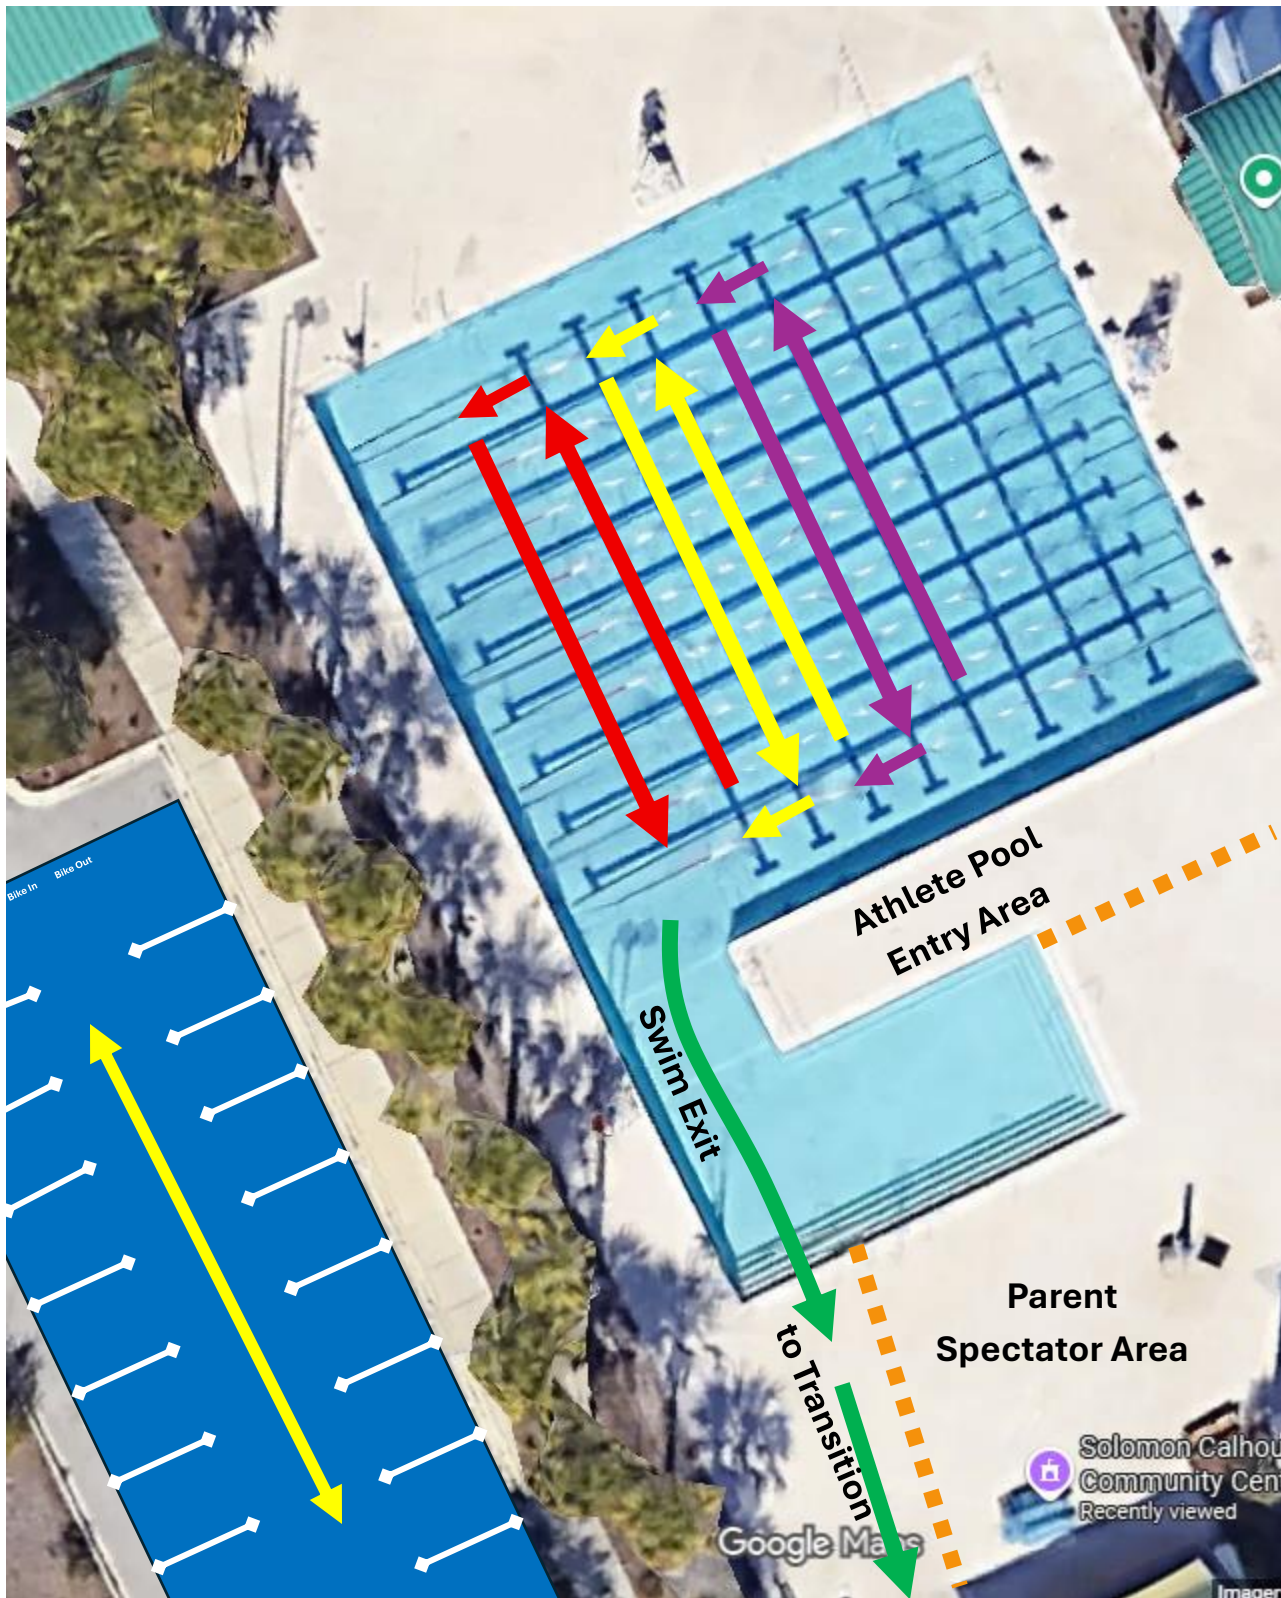 Bike In
Bike Out
Athlete Pool
Entry Area
Swim Exit
to Transition
Parent
Spectator Area
Solomon Calhou
Community Cen
Recently viewed
Google Maps
Imager